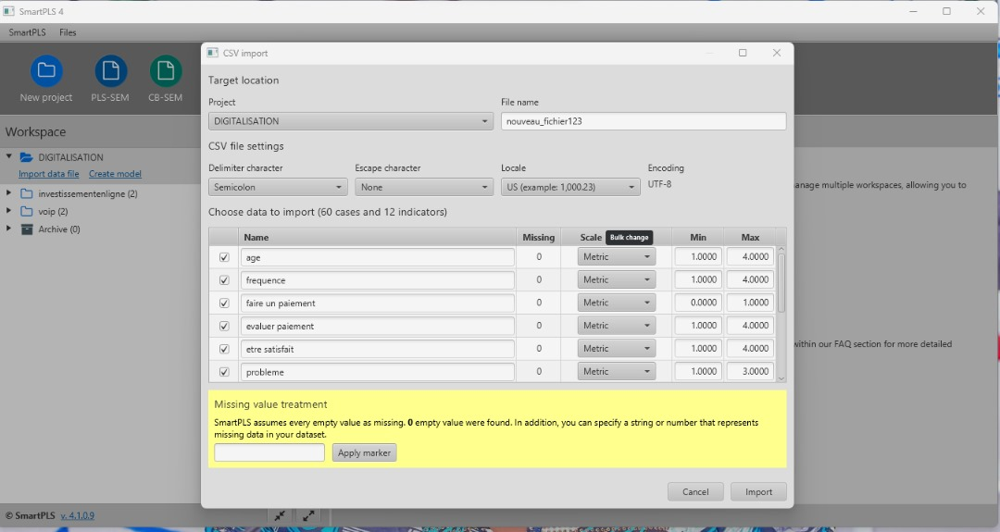 SmartPLS 4
SmartPLS Files
New project PLS-SEM CB-SEM
Workspace
DIGITALISATION
Import data file Create model
investissementenligne (2)
voip (2)
Archive (0)
CSV import
Target location
Project File name
DIGITALISATION nouveau_fichier123
CSV file settings
Delimiter character Escape character Locale Encoding
Semicolon None US (example: 1,000.23) UTF-8
Choose data to import (60 cases and 12 indicators)
Name Missing Scale Bulk change Min Max
age 0 Metric 1.0000 4.0000
frequence 0 Metric 1.0000 4.0000
faire un paiement 0 Metric 0.0000 1.0000
evaluer paiement 0 Metric 1.0000 4.0000
etre satisfait 0 Metric 1.0000 4.0000
probleme 0 Metric 1.0000 3.0000
Missing value treatment
SmartPLS assumes every empty value as missing. 0 empty value were found. In addition, you can specify a string or number that represents
missing data in your dataset.
Apply marker
Cancel Import
anage multiple workspaces, allowing you to
within our FAQ section for more detailed
© SmartPLS v. 4.1.0.9